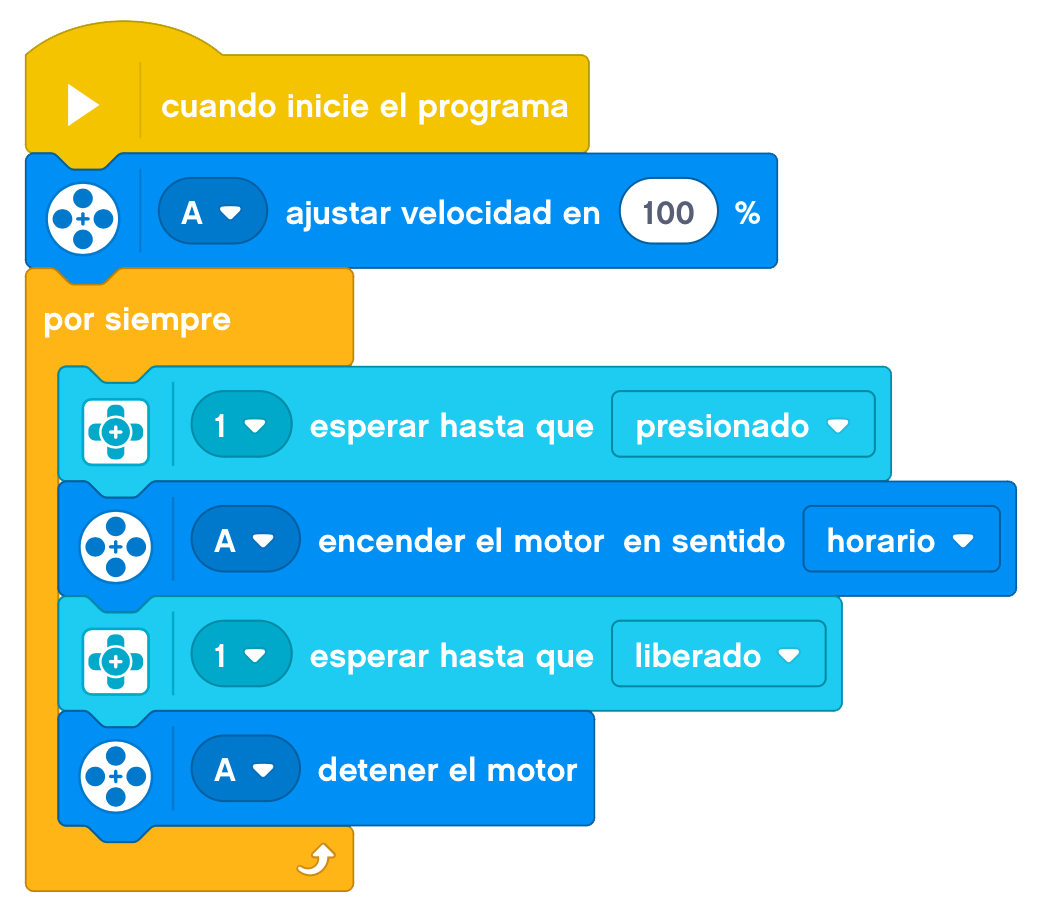 cuando inicie el programa
A ajustar velocidad en 100 %
por siempre
1 esperar hasta que presionado
A encender el motor en sentido horario
1 esperar hasta que liberado
A detener el motor